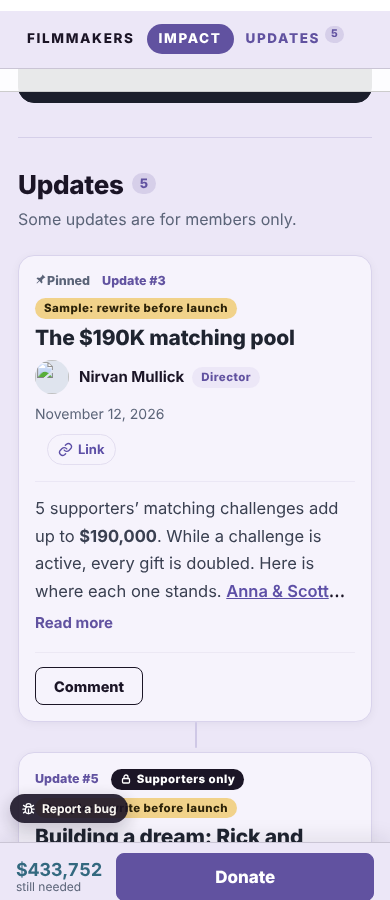 FILMMAKERS IMPACT UPDATES 5
Updates 5
Some updates are for members only.
Pinned Update #3
Sample: rewrite before launch
The $190K matching pool
Nirvan Mullick Director
November 12, 2026
Link
5 supporters’ matching challenges add
up to $190,000. While a challenge is
active, every gift is doubled. Here is
where each one stands. Anna & Scott...
Read more
Comment
Update #5 Supporters only
Report a bug
before launch
Building a dream: Rick and
$433,752
still needed
Donate